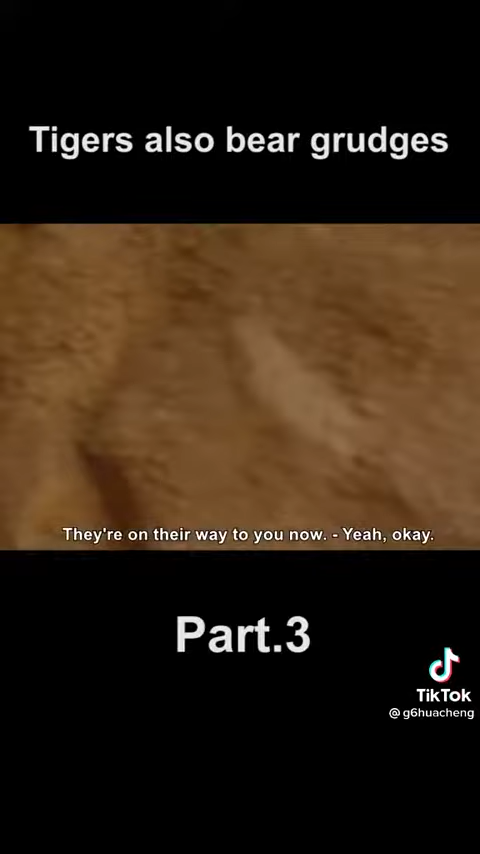 Tigers also bear grudges
They're on their way to you now. - Yeah, okay.
Part.3
TikTok
@g6huacheng